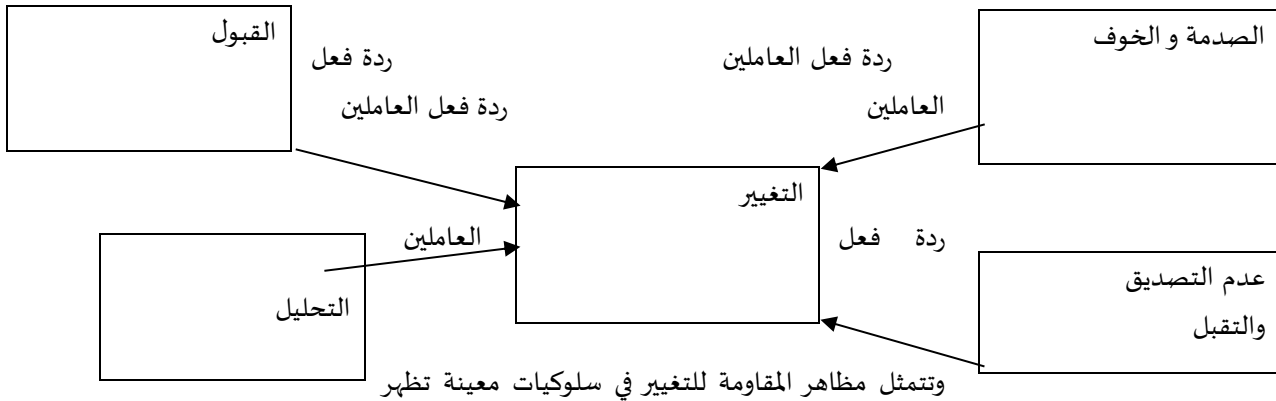 الصدمة والخوف
القبول
ردة فعل العاملين
ردة فعل
العاملين
ردة فعل العاملين
التغيير
ردة فعل
العاملين
عدم التصديق
والتقبل
التحليل
وتتمثل مظاهر المقاومة للتغيير في سلوكيات معينة تظهر